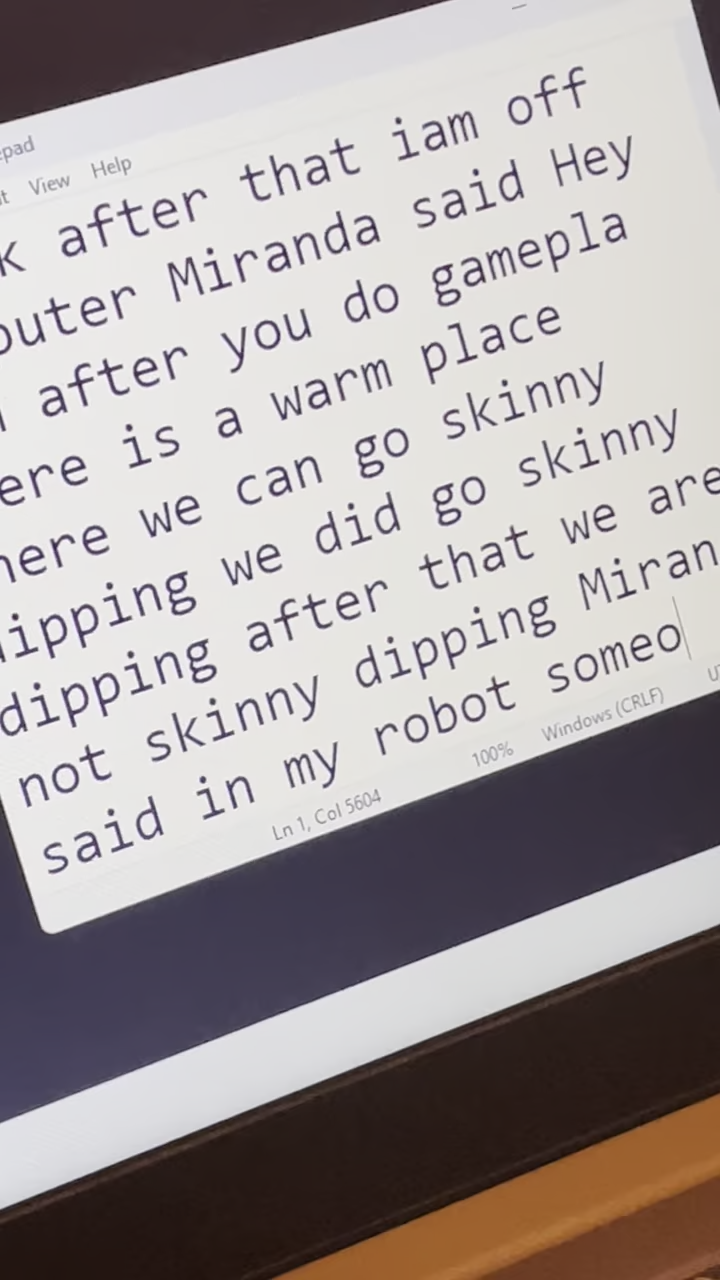 View Help
after that iam off
Miranda said Hey
after you do gamepla
is a warm place
we can go skinny
we did go skinny
dipping after that we are
not skinny dipping Miran
said in my robot someo
Ln 1, Col 5604 100% Windows (CRLF)